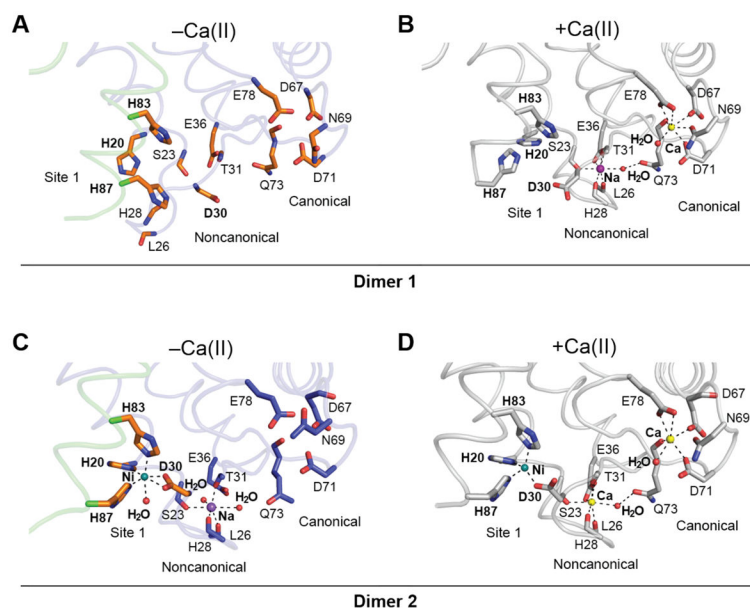 A
–Ca(II)
H83
H20
S23
Site 1
H87
H28
L26
E36
T31
D30
E78
D67
N69
Q73
D71
Canonical
Noncanonical
B
+Ca(II)
H83
H20
S23
H87
D30
Site 1
E36
T31
Na
H2O
H2O
L26
H28
E78
D67
N69
Ca
D71
Q73
Canonical
Noncanonical
Dimer 1
C
–Ca(II)
H83
H20
Ni
D30
H87
H2O
Site 1
S23
E36
T31
H2O
H2O
Na
L26
H28
E78
D67
N69
D71
Q73
Canonical
Noncanonical
D
+Ca(II)
H83
H20
Ni
H87
D30
Site 1
S23
E36
T31
Ca
L26
H28
H2O
H2O
E78
D67
N69
Ca
D71
Q73
Canonical
Noncanonical
Dimer 2